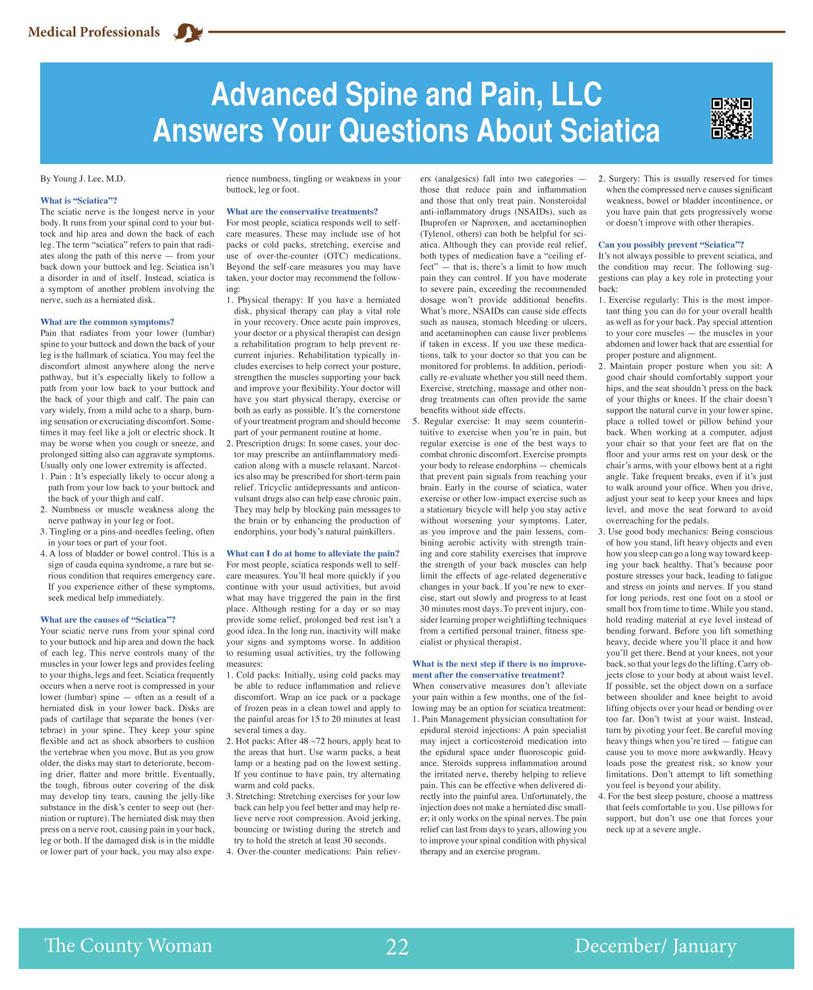 Medical Professionals
Advanced Spine and Pain, LLC
Answers Your Questions About Sciatica
By Young J. Lee, M.D.
What is “Sciatica”?
The sciatic nerve is the longest nerve in your
body. It runs from your spinal cord to your but-
tock and hip area and down the back of each
leg. The term “sciatica” refers to pain that radi-
ates along the path of this nerve — from your
back down your buttock and leg. Sciatica isn’t
a disorder in and of itself. Instead, sciatica is
a symptom of another problem involving the
nerve, such as a herniated disk.
What are the common symptoms?
Pain that radiates from your lower (lumbar)
spine to your buttock and down the back of your
leg is the hallmark of sciatica. You may feel the
discomfort almost anywhere along the nerve
pathway, but it’s especially likely to follow a
path from your low back to your buttock and
the back of your thigh and calf. The pain can
vary widely, from a mild ache to a sharp, burn-
ing sensation or excruciating discomfort. Some-
times it may feel like a jolt or electric shock. It
may be worse when you cough or sneeze, and
prolonged sitting also can aggravate symptoms.
Usually only one lower extremity is affected.
1. Pain : It’s especially likely to occur along a
path from your low back to your buttock and
the back of your thigh and calf.
2. Numbness or muscle weakness along the
nerve pathway in your leg or foot.
3. Tingling or a pins-and-needles feeling, often
in your toes or part of your foot.
4. A loss of bladder or bowel control. This is a
sign of cauda equina syndrome, a rare but se-
rious condition that requires emergency care.
If you experience either of these symptoms,
seek medical help immediately.
What are the causes of “Sciatica”?
Your sciatic nerve runs from your spinal cord
to your buttock and hip area and down the back
of each leg. This nerve controls many of the
muscles in your lower legs and provides feeling
to your thighs, legs and feet. Sciatica frequently
occurs when a nerve root is compressed in your
lower (lumbar) spine — often as a result of a
herniated disk in your lower back. Disks are
pads of cartilage that separate the bones (ver-
tebrae) in your spine. They keep your spine
flexible and act as shock absorbers to cushion
the vertebrae when you move. But as you grow
older, the disks may start to deteriorate, becom-
ing drier, flatter and more brittle. Eventually,
the tough, fibrous outer covering of the disk
may develop tiny tears, causing the jelly-like
substance in the disk’s center to seep out (her-
niation or rupture). The herniated disk may then
press on a nerve root, causing pain in your back,
leg or both. If the damaged disk is in the middle
or lower part of your back, you may also expe-
rience numbness, tingling or weakness in your
buttock, leg or foot.
What are the conservative treatments?
For most people, sciatica responds well to self-
care measures. These may include use of hot
packs or cold packs, stretching, exercise and
use of over-the-counter (OTC) medications.
Beyond the self-care measures you may have
taken, your doctor may recommend the follow-
ing:
1. Physical therapy: If you have a herniated
disk, physical therapy can play a vital role
in your recovery. Once acute pain improves,
your doctor or a physical therapist can design
a rehabilitation program to help prevent re-
current injuries. Rehabilitation typically in-
cludes exercises to help correct your posture,
strengthen the muscles supporting your back
and improve your flexibility. Your doctor will
have you start physical therapy, exercise or
both as early as possible. It’s the cornerstone
of your treatment program and should become
part of your permanent routine at home.
2. Prescription drugs: In some cases, your doc-
tor may prescribe an antiinflammatory medi-
cation along with a muscle relaxant. Narcot-
ics also may be prescribed for short-term pain
relief. Tricyclic antidepressants and anticon-
vulsant drugs also can help ease chronic pain.
They may help by blocking pain messages to
the brain or by enhancing the production of
endorphins, your body’s natural painkillers.
What can I do at home to alleviate the pain?
For most people, sciatica responds well to self-
care measures. You’ll heal more quickly if you
continue with your usual activities, but avoid
what may have triggered the pain in the first
place. Although resting for a day or so may
provide some relief, prolonged bed rest isn’t a
good idea. In the long run, inactivity will make
your signs and symptoms worse. In addition
to resuming usual activities, try the following
measures:
1. Cold packs: Initially, using cold packs may
be able to reduce inflammation and relieve
discomfort. Wrap an ice pack or a package
of frozen peas in a clean towel and apply to
the painful areas for 15 to 20 minutes at least
several times a day.
2. Hot packs: After 48 ~72 hours, apply heat to
the areas that hurt. Use warm packs, a heat
lamp or a heating pad on the lowest setting.
If you continue to have pain, try alternating
warm and cold packs.
3. Stretching: Stretching exercises for your low
back can help you feel better and may help re-
lieve nerve root compression. Avoid jerking,
bouncing or twisting during the stretch and
try to hold the stretch at least 30 seconds.
4. Over-the-counter medications: Pain reliev-
ers (analgesics) fall into two categories —
those that reduce pain and inflammation
and those that only treat pain. Nonsteroidal
anti-inflammatory drugs (NSAIDs), such as
Ibuprofen or Naproxen, and acetaminophen
(Tylenol, others) can both be helpful for sci-
atica. Although they can provide real relief,
both types of medication have a “ceiling ef-
fect” — that is, there’s a limit to how much
pain they can control. If you have moderate
to severe pain, exceeding the recommended
dosage won’t provide additional benefits.
What’s more, NSAIDs can cause side effects
such as nausea, stomach bleeding or ulcers,
and acetaminophen can cause liver problems
if taken in excess. If you use these medica-
tions, talk to your doctor so that you can be
monitored for problems. In addition, periodi-
cally re-evaluate whether you still need them.
Exercise, stretching, massage and other non-
drug treatments can often provide the same
benefits without side effects.
5. Regular exercise: It may seem counterin-
tuitive to exercise when you’re in pain, but
regular exercise is one of the best ways to
combat chronic discomfort. Exercise prompts
your body to release endorphins — chemicals
that prevent pain signals from reaching your
brain. Early in the course of sciatica, water
exercise or other low-impact exercise such as
a stationary bicycle will help you stay active
without worsening your symptoms. Later,
as you improve and the pain lessens, com-
bining aerobic activity with strength train-
ing and core stability exercises that improve
the strength of your back muscles can help
limit the effects of age-related degenerative
changes in your back. If you’re new to exer-
cise, start out slowly and progress to at least
30 minutes most days. To prevent injury, con-
sider learning proper weightlifting techniques
from a certified personal trainer, fitness spe-
cialist or physical therapist.
What is the next step if there is no improve-
ment after the conservative treatment?
When conservative measures don’t alleviate
your pain within a few months, one of the fol-
lowing may be an option for sciatica treatment:
1. Pain Management physician consultation for
epidural steroid injections: A pain specialist
may inject a corticosteroid medication into
the epidural space under fluoroscopic guid-
ance. Steroids suppress inflammation around
the irritated nerve, thereby helping to relieve
pain. This can be effective when delivered di-
rectly into the painful area. Unfortunately, the
injection does not make a herniated disc small-
er; it only works on the spinal nerves. The pain
relief can last from days to years, allowing you
to improve your spinal condition with physical
therapy and an exercise program.
2. Surgery: This is usually reserved for times
when the compressed nerve causes significant
weakness, bowel or bladder incontinence, or
you have pain that gets progressively worse
or doesn’t improve with other therapies.
Can you possibly prevent “Sciatica”?
It’s not always possible to prevent sciatica, and
the condition may recur. The following sug-
gestions can play a key role in protecting your
back:
1. Exercise regularly: This is the most impor-
tant thing you can do for your overall health
as well as for your back. Pay special attention
to your core muscles — the muscles in your
abdomen and lower back that are essential for
proper posture and alignment.
2. Maintain proper posture when you sit: A
good chair should comfortably support your
hips, and the seat shouldn’t press on the back
of your thighs or knees. If the chair doesn’t
support the natural curve in your lower spine,
place a rolled towel or pillow behind your
back. When working at a computer, adjust
your chair so that your feet are flat on the
floor and your arms rest on your desk or the
chair’s arms, with your elbows bent at a right
angle. Take frequent breaks, even if it’s just
to walk around your office. When you drive,
adjust your seat to keep your knees and hips
level, and move the seat forward to avoid
overreaching for the pedals.
3. Use good body mechanics: Being conscious
of how you stand, lift heavy objects and even
how you sleep can go a long way toward keep-
ing your back healthy. That’s because poor
posture stresses your back, leading to fatigue
and stress on joints and nerves. If you stand
for long periods, rest one foot on a stool or
small box from time to time. While you stand,
hold reading material at eye level instead of
bending forward. Before you lift something
heavy, decide where you’ll place it and how
you’ll get there. Bend at your knees, not your
back, so that your legs do the lifting. Carry ob-
jects close to your body at about waist level.
If possible, set the object down on a surface
between shoulder and knee height to avoid
lifting objects over your head or bending over
too far. Don’t twist at your waist. Instead,
turn by pivoting your feet. Be careful moving
heavy things when you’re tired — fatigue can
cause you to move more awkwardly. Heavy
loads pose the greatest risk, so know your
limitations. Don’t attempt to lift something
you feel is beyond your ability.
4. For the best sleep posture, choose a mattress
that feels comfortable to you. Use pillows for
support, but don’t use one that forces your
neck up at a severe angle.
The County Woman
22
December/ January